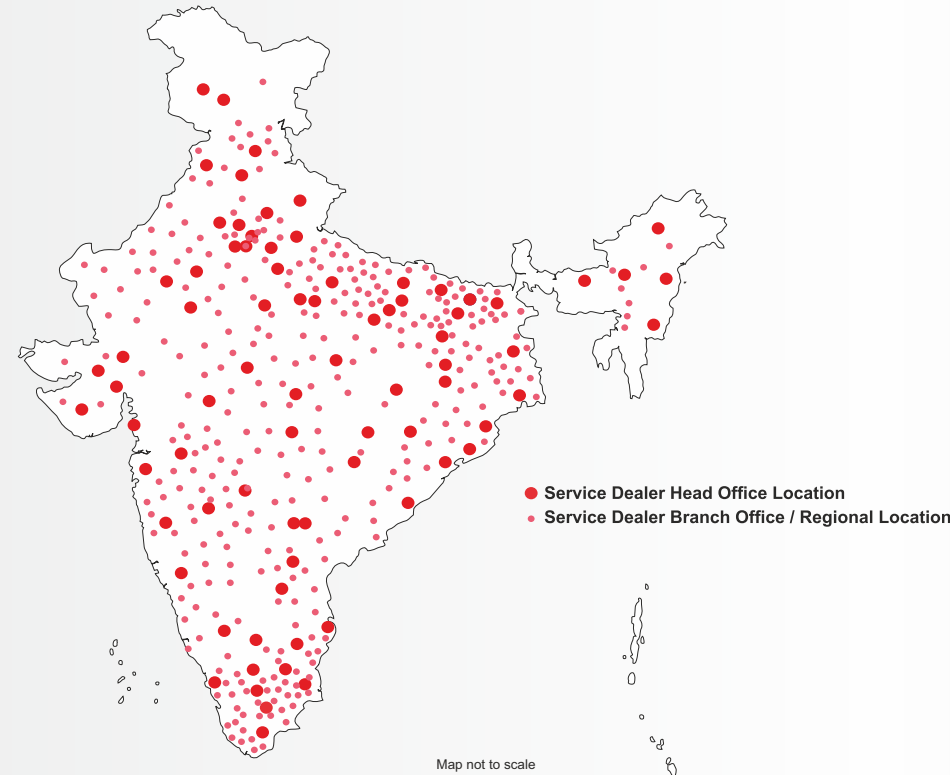 Service Dealer Head Office Location
Service Dealer Branch Office / Regional Location
Map not to scale